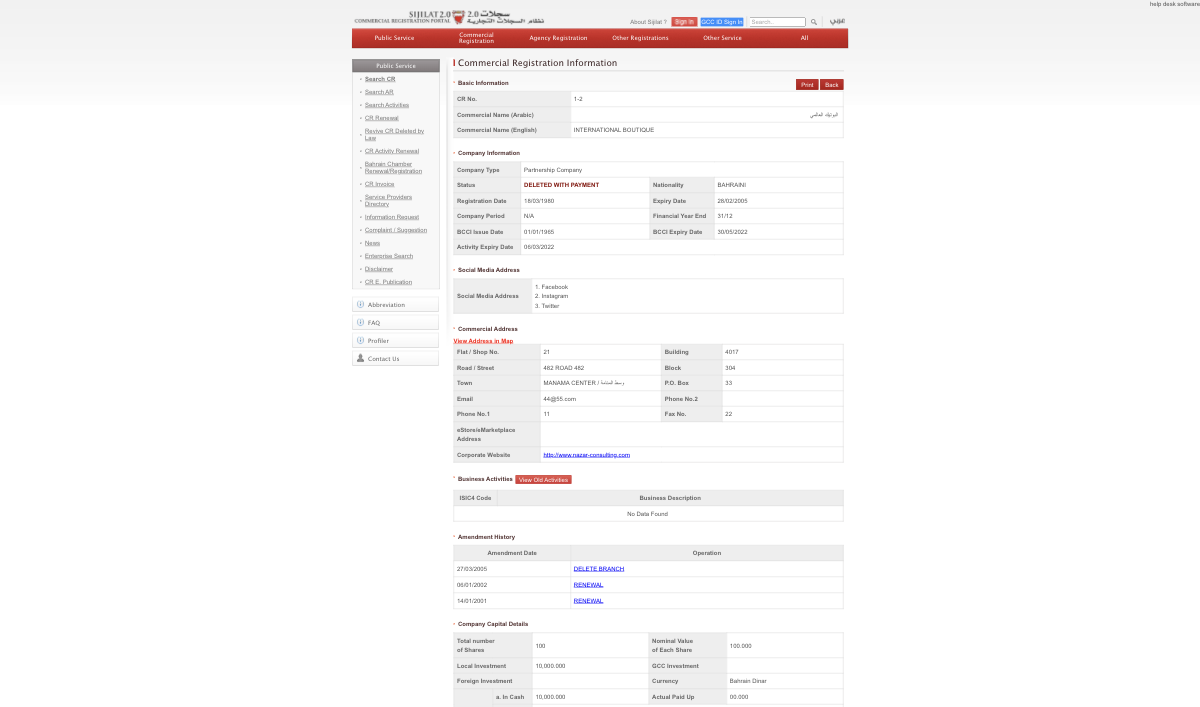 help desk software
SIJILAT 2.0 سجلات 2.0
COMMERCIAL REGISTRATION PORTAL نظام السجلات التجارية
About Sijilat ? Sign In GCC ID Sign In Search... عربي
Public Service Commercial Registration Agency Registration Other Registrations Other Service All
Public Service
Search CR
Search AR
Search Activities
CR Renewal
Revive CR Deleted by
Law
CR Activity Renewal
Bahrain Chamber
Renewal/Registration
CR Invoice
Service Providers
Directory
Information Request
Complaint / Suggestion
News
Enterprise Search
Disclaimer
CR E. Publication
Abbreviation
FAQ
Profiler
Contact Us
Commercial Registration Information
Basic Information Print Back
CR No. 1-2
Commercial Name (Arabic) البوتيك العالمي
Commercial Name (English) INTERNATIONAL BOUTIQUE
Company Information
Company Type Partnership Company
Status DELETED WITH PAYMENT Nationality BAHRAINI
Registration Date 18/03/1980 Expiry Date 28/02/2005
Company Period N/A Financial Year End 31/12
BCCI Issue Date 01/01/1965 BCCI Expiry Date 30/05/2022
Activity Expiry Date 06/03/2022
Social Media Address
Social Media Address
1. Facebook
2. Instagram
3. Twitter
Commercial Address
View Address in Map
Flat / Shop No. 21 Building 4017
Road / Street 482 ROAD 482 Block 304
Town MANAMA CENTER / وسط المنامة P.O. Box 33
Email 44@55.com Phone No.2
Phone No.1 11 Fax No. 22
eStore/eMarketplace
Address
Corporate Website http://www.nazar-consulting.com
Business Activities View Old Activities
ISIC4 Code Business Description
No Data Found
Amendment History
Amendment Date Operation
27/03/2005 DELETE BRANCH
06/01/2002 RENEWAL
14/01/2001 RENEWAL
Company Capital Details
Total number
of Shares 100 Nominal Value
of Each Share 100.000
Local Investment 10,000.000 GCC Investment
Foreign Investment Currency Bahrain Dinar
a. In Cash 10,000.000 Actual Paid Up 00.000